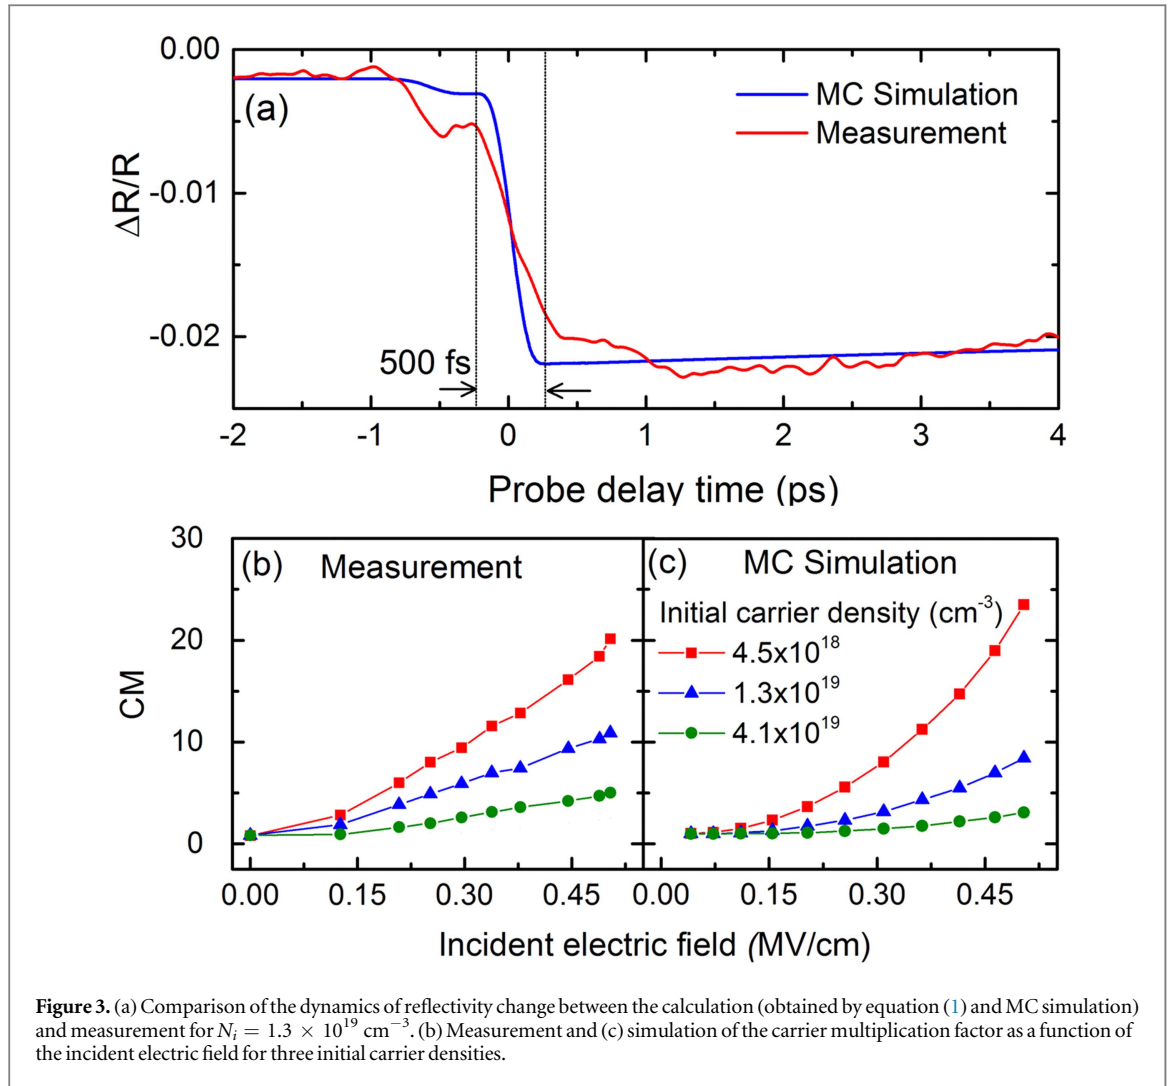 0.00
-0.01
-0.02
ΔR/R
(a)
MC Simulation
Measurement
500 fs
-2 -1 0 1 2 3 4
Probe delay time (ps)
30
20
10
0
CM
(b) Measurement
(c) MC Simulation
Initial carrier density (cm⁻³)
4.5x10¹⁸
1.3x10¹⁹
4.1x10¹⁹
0.00 0.15 0.30 0.45 0.00 0.15 0.30 0.45
Incident electric field (MV/cm)
Figure 3. (a) Comparison of the dynamics of reflectivity change between the calculation (obtained by equation (1) and MC simulation)
and measurement for Nᵢ = 1.3 × 10¹⁹ cm⁻³. (b) Measurement and (c) simulation of the carrier multiplication factor as a function of
the incident electric field for three initial carrier densities.